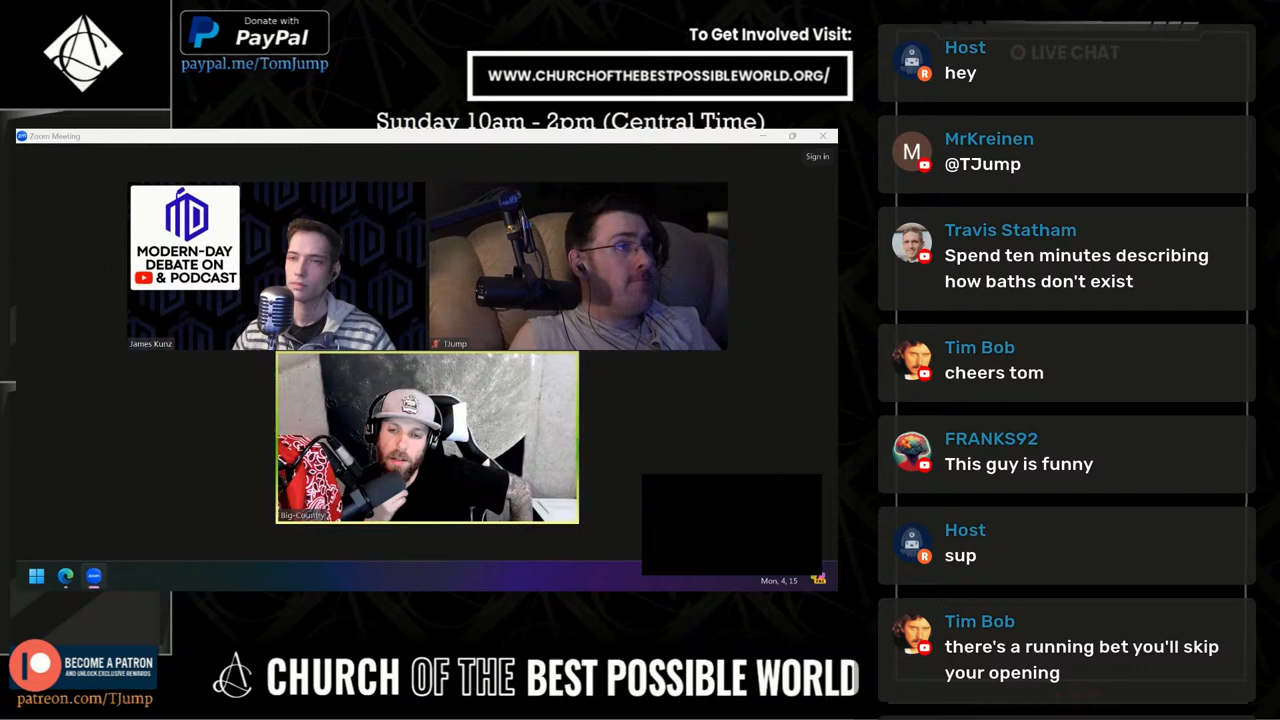 Donate with
PayPal
paypal.me/TomJump
To Get Involved Visit:
WWW.CHURCHOFTHEBESTPOSSIBLEWORLD.ORG/
Sunday 10am - 2pm (Central Time)
Zoom Meeting
Sign in
MODERN-DAY
DEBATE ON
& PODCAST
James Kunz
TJump
Big-Country
Mon, 4, 15
BECOME A PATRON
AND UNLOCK EXCLUSIVE REWARDS
patreon.com/TJump
CHURCH OF THE BEST POSSIBLE WORLD
LIVE CHAT
Host
hey
M
MrKreinen
@TJump
Travis Statham
Spend ten minutes describing
how baths don't exist
Tim Bob
cheers tom
FRANKS92
This guy is funny
Host
sup
Tim Bob
there's a running bet you'll skip
your opening